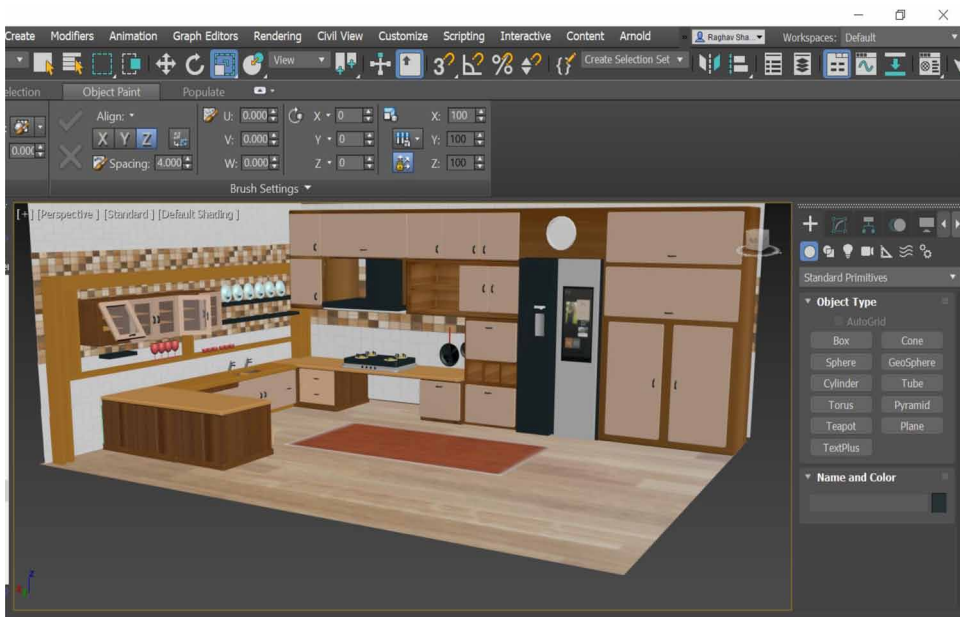 Create Modifiers Animation Graph Editors Rendering Civil View Customize Scripting Interactive Content Arnold Raghav Sha... Workspaces: Default
View Create Selection Set
election Object Paint Populate
Align: U: 0.000 X 0 X: 100
0.000 X Y Z V: 0.000 Y 0 Y: 100
Spacing: 4.000 W: 0.000 Z 0 Z: 100
Brush Settings
[+] [Perspective ] [Standard ] [Default Shading ]
Standard Primitives
Object Type
AutoGrid
Box Cone
Sphere GeoSphere
Cylinder Tube
Torus Pyramid
Teapot Plane
TextPlus
Name and Color
z